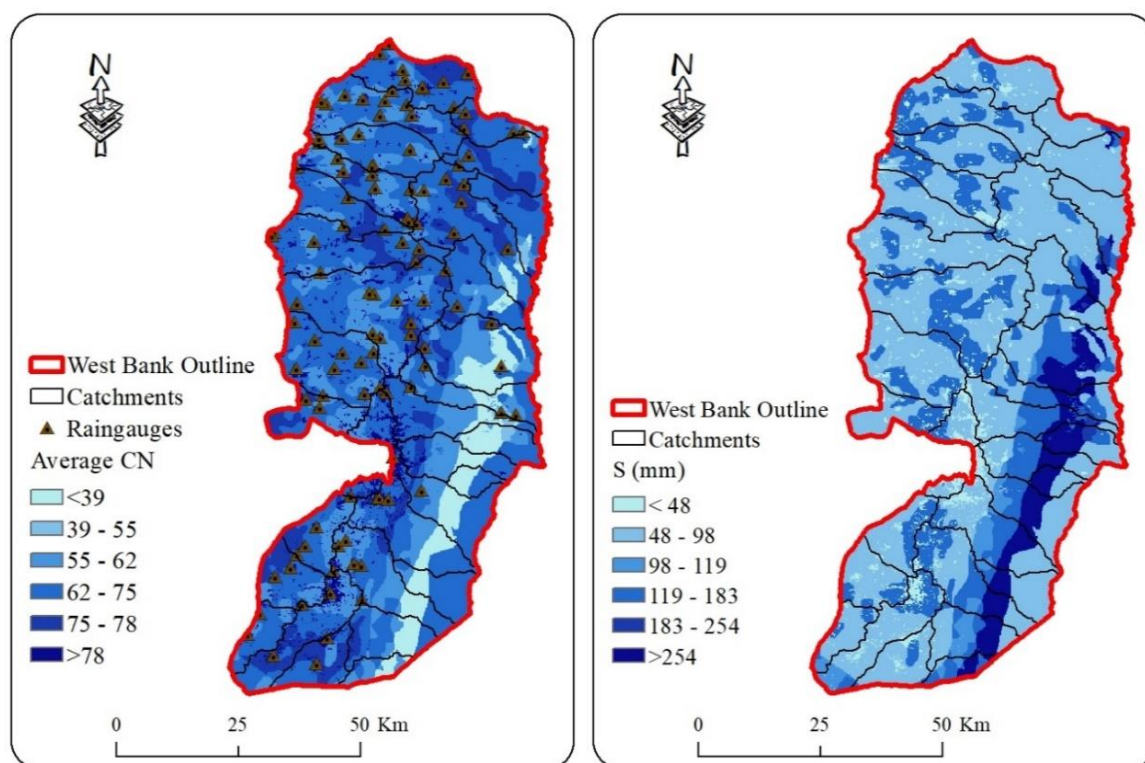 N
West Bank Outline
Catchments
Raingauges
Average CN
<39
39 - 55
55 - 62
62 - 75
75 - 78
>78
0 25 50 Km
N
West Bank Outline
Catchments
S (mm)
< 48
48 - 98
98 - 119
119 - 183
183 - 254
>254
0 25 50 Km